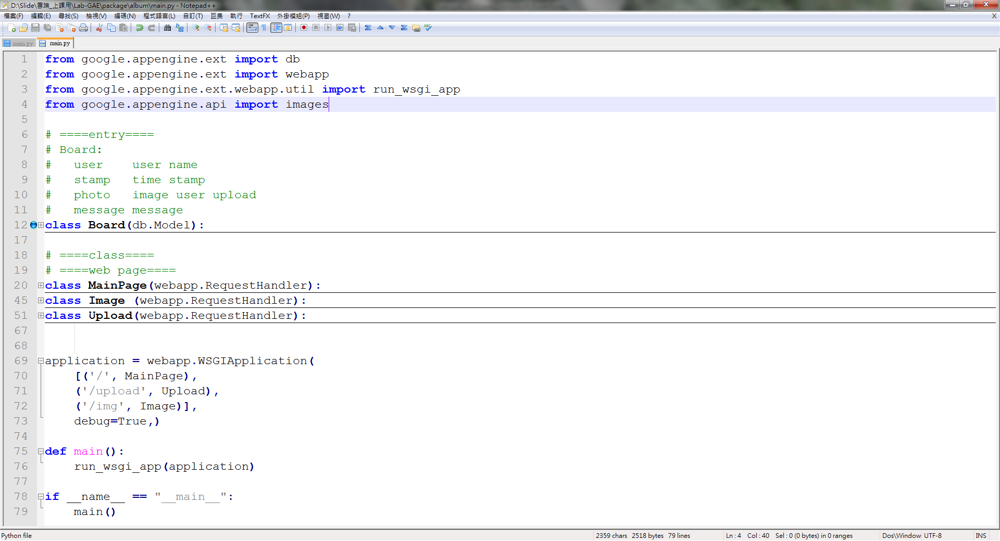 D:\Slide\雲端_上課用\Lab-GAE\package\album\main.py - Notepad++
檔案(F) 編輯(E) 尋找(S) 檢視(V) 編碼(N) 程式語言(L) 自訂(T) 巨集 執行 TextFX 外掛模組(P) 視窗(W) ? X
main.py main.py
1 from google.appengine.ext import db
2 from google.appengine.ext import webapp
3 from google.appengine.ext.webapp.util import run_wsgi_app
4 from google.appengine.api import images
5
6 # ====entry====
7 # Board:
8 #   user    user name
9 #   stamp   time stamp
10 #   photo   image user upload
11 #   message message
12 class Board(db.Model):
17
18 # ====class====
19 # ====web page====
20 class MainPage(webapp.RequestHandler):
45 class Image (webapp.RequestHandler):
51 class Upload(webapp.RequestHandler):
67
68
69 application = webapp.WSGIApplication(
70     [('/', MainPage),
71     ('/upload', Upload),
72     ('/img', Image)],
73     debug=True,)
74
75 def main():
76     run_wsgi_app(application)
77
78 if __name__ == "__main__":
79     main()
Python file 2359 chars 2518 bytes 79 lines Ln : 4 Col : 40 Sel : 0 (0 bytes) in 0 ranges Dos\Window UTF-8 INS